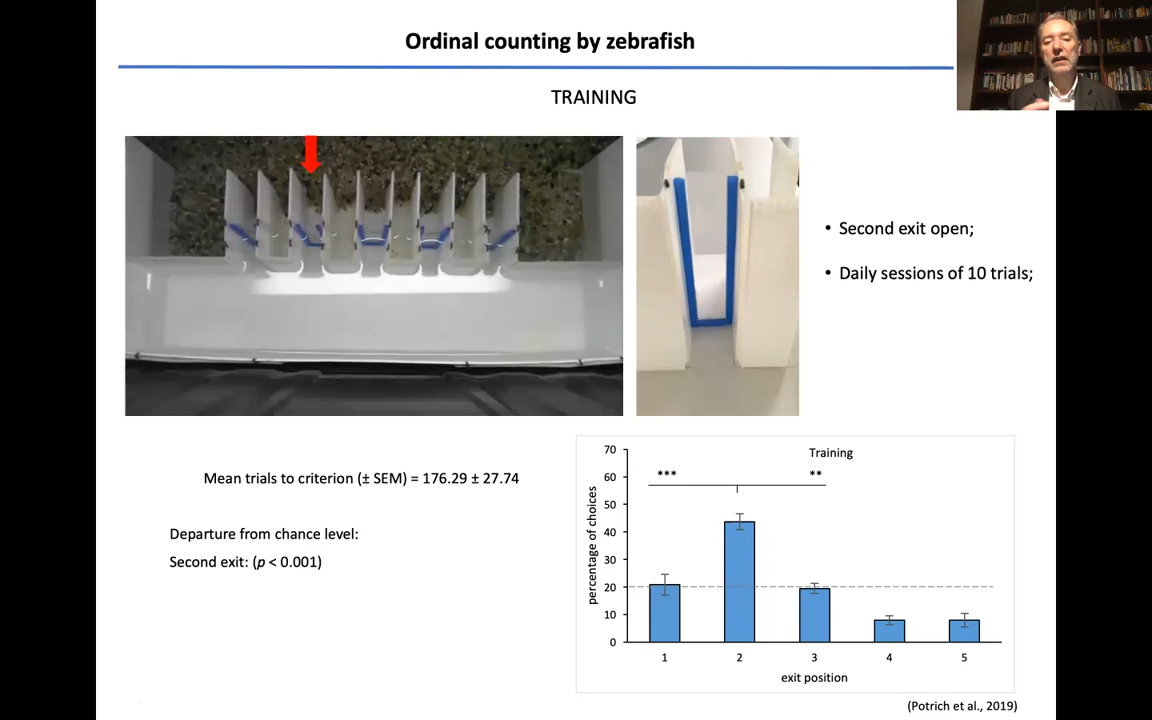 Ordinal counting by zebrafish
TRAINING
• Second exit open;
• Daily sessions of 10 trials;
Mean trials to criterion (± SEM) = 176.29 ± 27.74
Departure from chance level:
Second exit: (p < 0.001)
Training
*** **
percentage of choices
70
60
50
40
30
20
10
0
1 2 3 4 5
exit position
(Potrich et al., 2019)